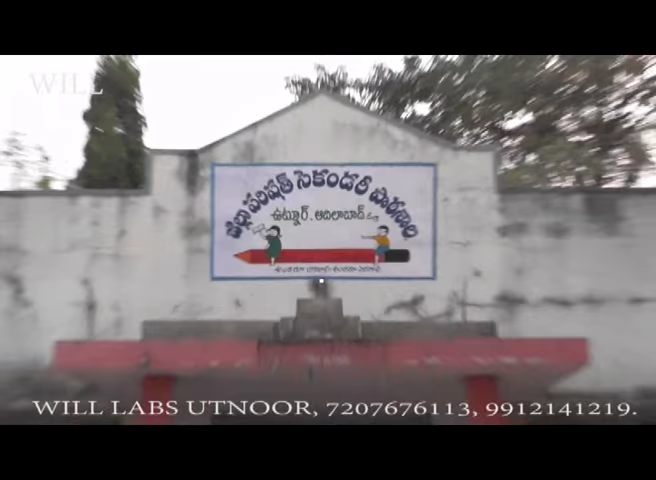 WILL
జిల్లా పరిషత్ సెకండరీ పాఠశాల
ఉట్నూర్. ఆదిలాబాద్
WILL LABS UTNOOR, 7207676113, 9912141219.